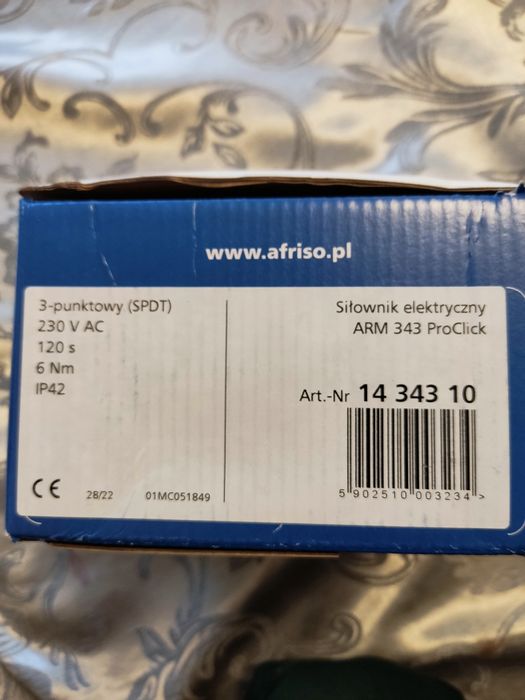 www.afriso.pl
3-punktowy (SPDT)
230 V AC
120 s
6 Nm
IP42
CE
28/22 01MC051849
Siłownik elektryczny
ARM 343 ProClick
Art.-Nr 14 343 10
5 902510 003234 >